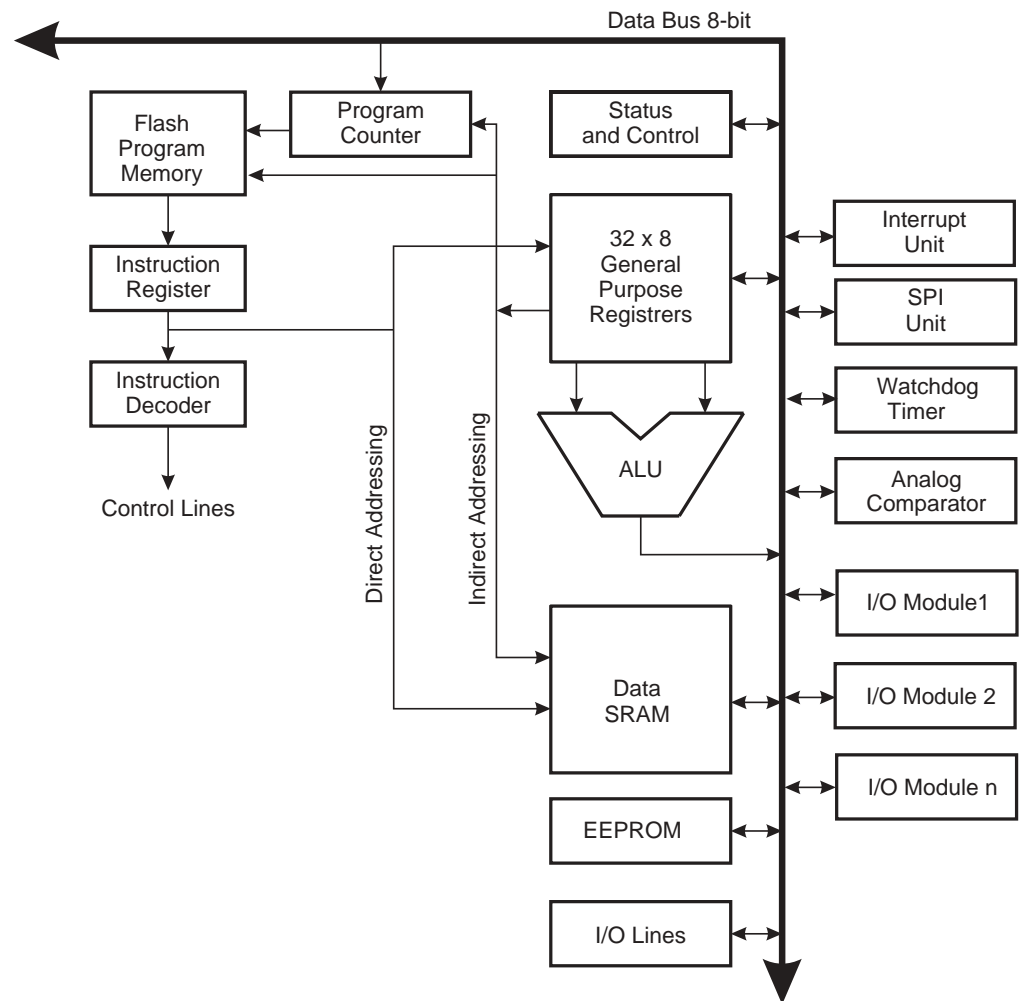 Data Bus 8-bit
Flash
Program
Memory
Program
Counter
Status
and Control
Interrupt
Unit
32 x 8
General
Purpose
Registrers
Instruction
Register
SPI
Unit
Instruction
Decoder
Watchdog
Timer
Direct Addressing
Indirect Addressing
ALU
Analog
Comparator
Control Lines
I/O Module1
Data
SRAM
I/O Module 2
I/O Module n
EEPROM
I/O Lines